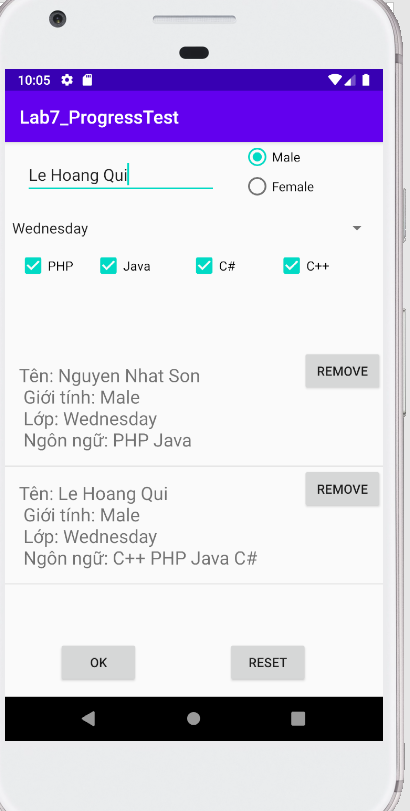 10:05
Lab7_ProgressTest
Le Hoang Qui
Male
Female
Wednesday
PHP Java C# C++
Tên: Nguyen Nhat Son
REMOVE
Giới tính: Male
Lớp: Wednesday
Ngôn ngữ: PHP Java
Tên: Le Hoang Qui
REMOVE
Giới tính: Male
Lớp: Wednesday
Ngôn ngữ: C++ PHP Java C#
OK RESET